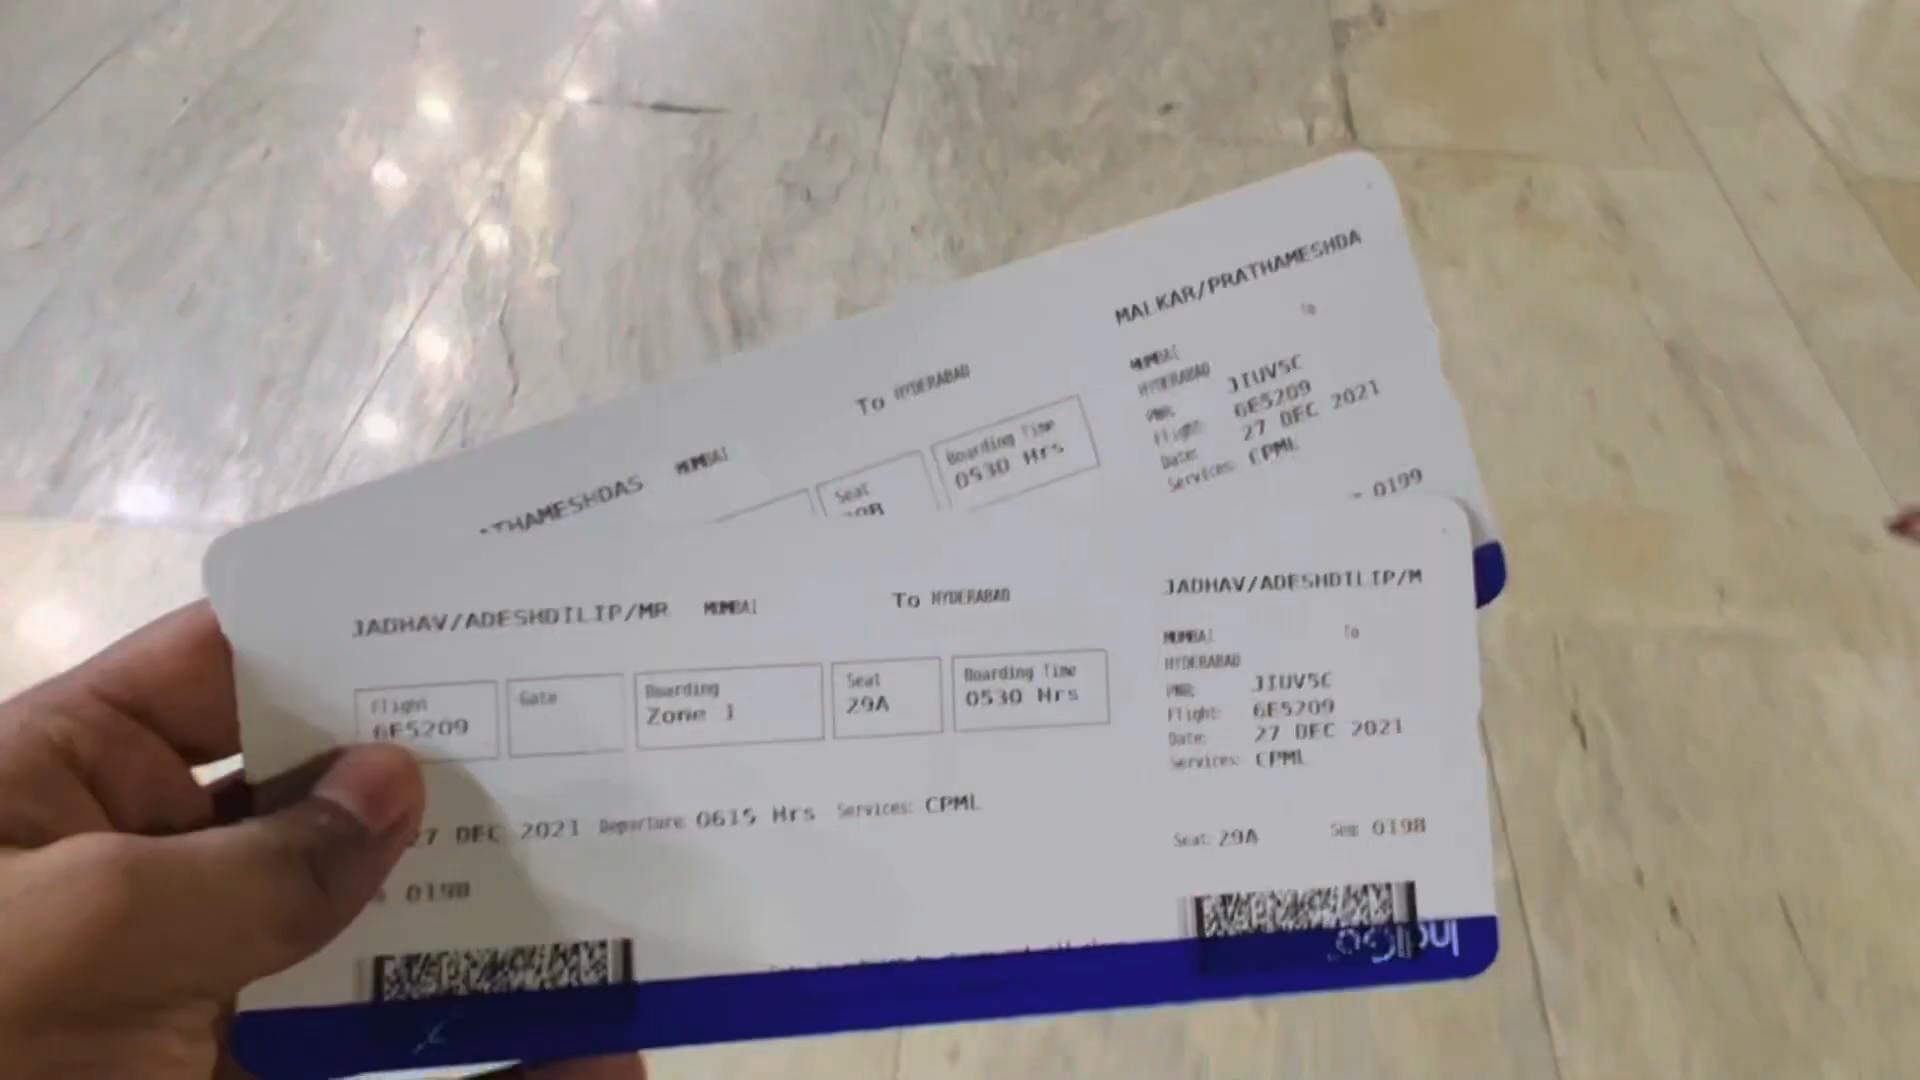 MALKAR/PRATHAMESHDA
To
MUMBAI
HYDERABAD
PNR: JIUV5C
Flight: 6E5209
Date: 27 DEC 2021
Services: CPML
0199
THAMESHDAS MUMBAI To HYDERABAD
Seat
Boarding Time
0530 Hrs
JADHAV/ADESHDILIP/MR MUMBAI To HYDERABAD
Flight
6E5209
Gate
Boarding
Zone 1
Seat
29A
Boarding Time
0530 Hrs
27 DEC 2021 Departure: 0615 Hrs Services: CPML
0198
JADHAV/ADESHDILIP/M
MUMBAI To
HYDERABAD
PNR: JIUV5C
Flight: 6E5209
Date: 27 DEC 2021
Services: CPML
Seat: 29A Seq: 0198
IndiGo